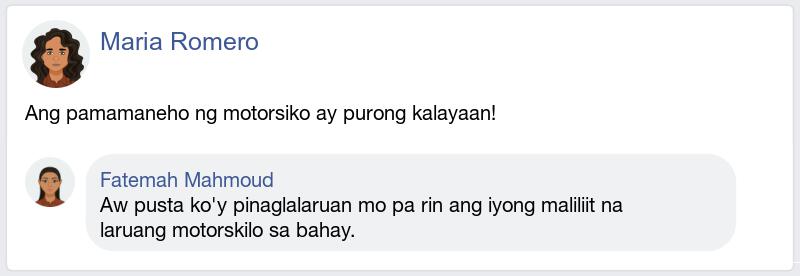 Maria Romero
Ang pamamaneho ng motorsiko ay purong kalayaan!
Fatemah Mahmoud
Aw pusta ko'y pinaglalaruan mo pa rin ang iyong maliliit na
laruang motorskilo sa bahay.